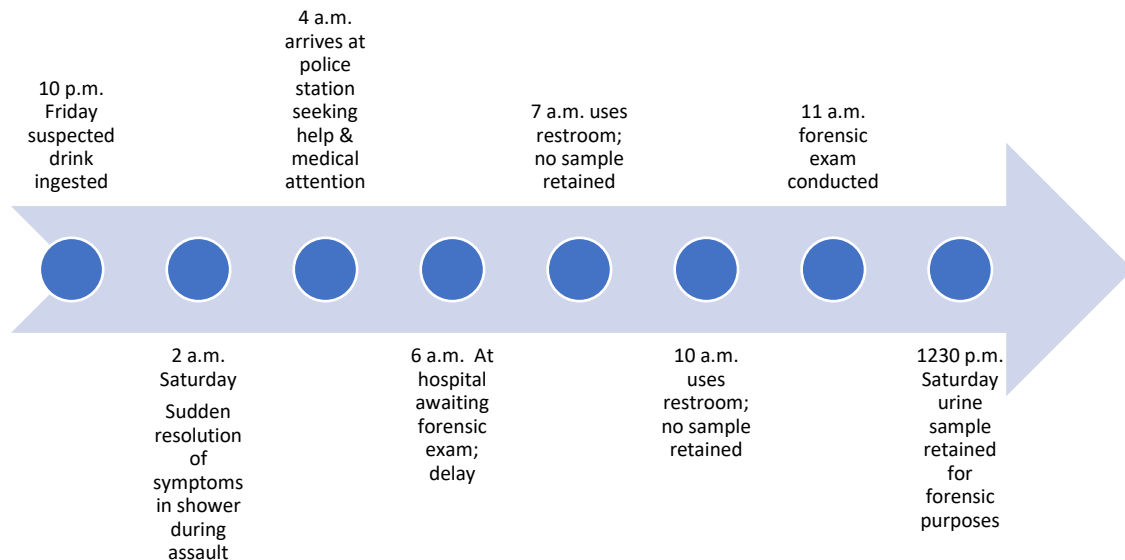 10 p.m.
Friday
suspected
drink
ingested
2 a.m.
Saturday
Sudden
resolution
of
symptoms
in shower
during
assault
4 a.m.
arrives at
police
station
seeking
help &
medical
attention
6 a.m. At
hospital
awaiting
forensic
exam;
delay
7 a.m. uses
restroom;
no sample
retained
10 a.m.
uses
restroom;
no sample
retained
11 a.m.
forensic
exam
conducted
1230 p.m.
Saturday
urine
sample
retained
for
forensic
purposes